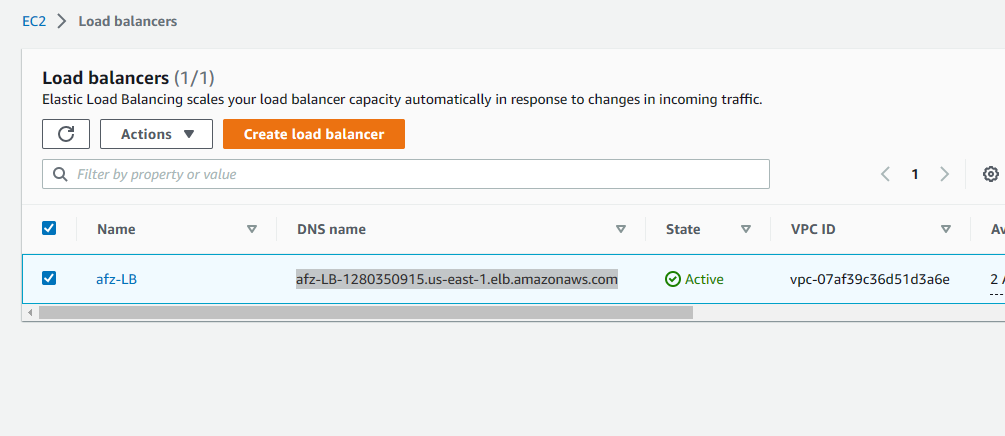 EC2 > Load balancers
Load balancers (1/1)
Elastic Load Balancing scales your load balancer capacity automatically in response to changes in incoming traffic.
Actions Create load balancer
Filter by property or value 1
Name DNS name State VPC ID Av
afz-LB afz-LB-1280350915.us-east-1.elb.amazonaws.com Active vpc-07af39c36d51d3a6e 2 A